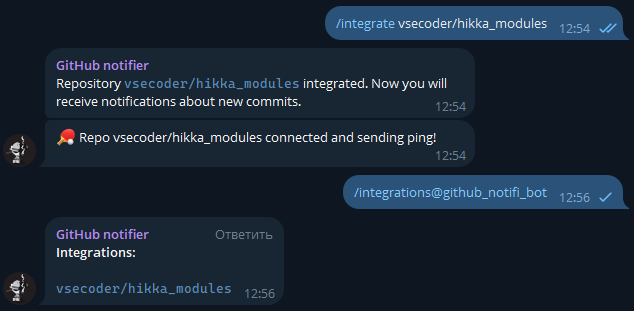 /integrate vsecoder/hikka_modules 12:54
GitHub notifier
Repository vsecoder/hikka_modules integrated. Now you will
receive notifications about new commits.
12:54
🏓 Repo vsecoder/hikka_modules connected and sending ping!
12:54
/integrations@github_notifi_bot 12:56
GitHub notifier Ответить
Integrations:
vsecoder/hikka_modules 12:56